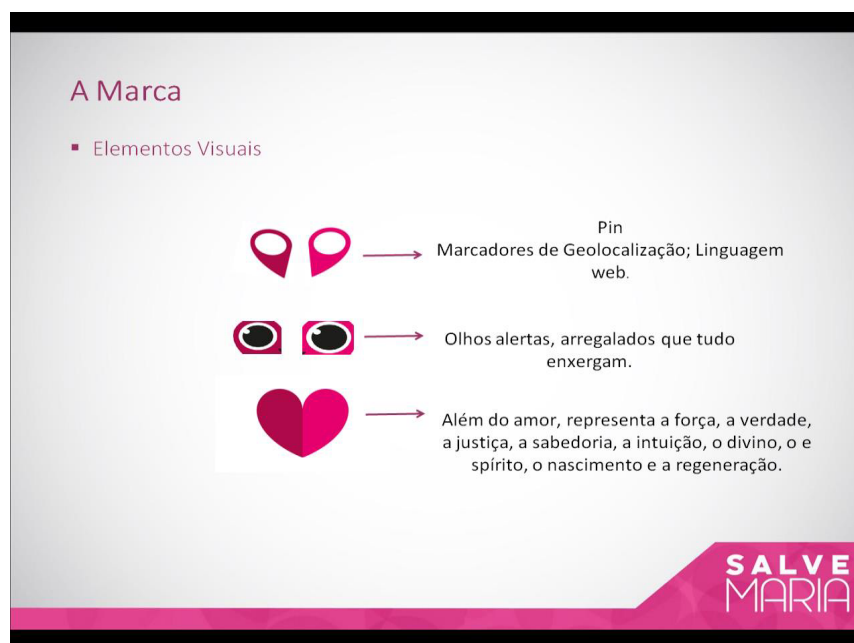 A Marca
Elementos Visuais
Pin
Marcadores de Geolocalização; Linguagem
web.
Olhos alertas, arregalados que tudo
enxergam.
Além do amor, representa a força, a verdade,
a justiça, a sabedoria, a intuição, o divino, o e
spírito, o nascimento e a regeneração.
SALVE
MARIA